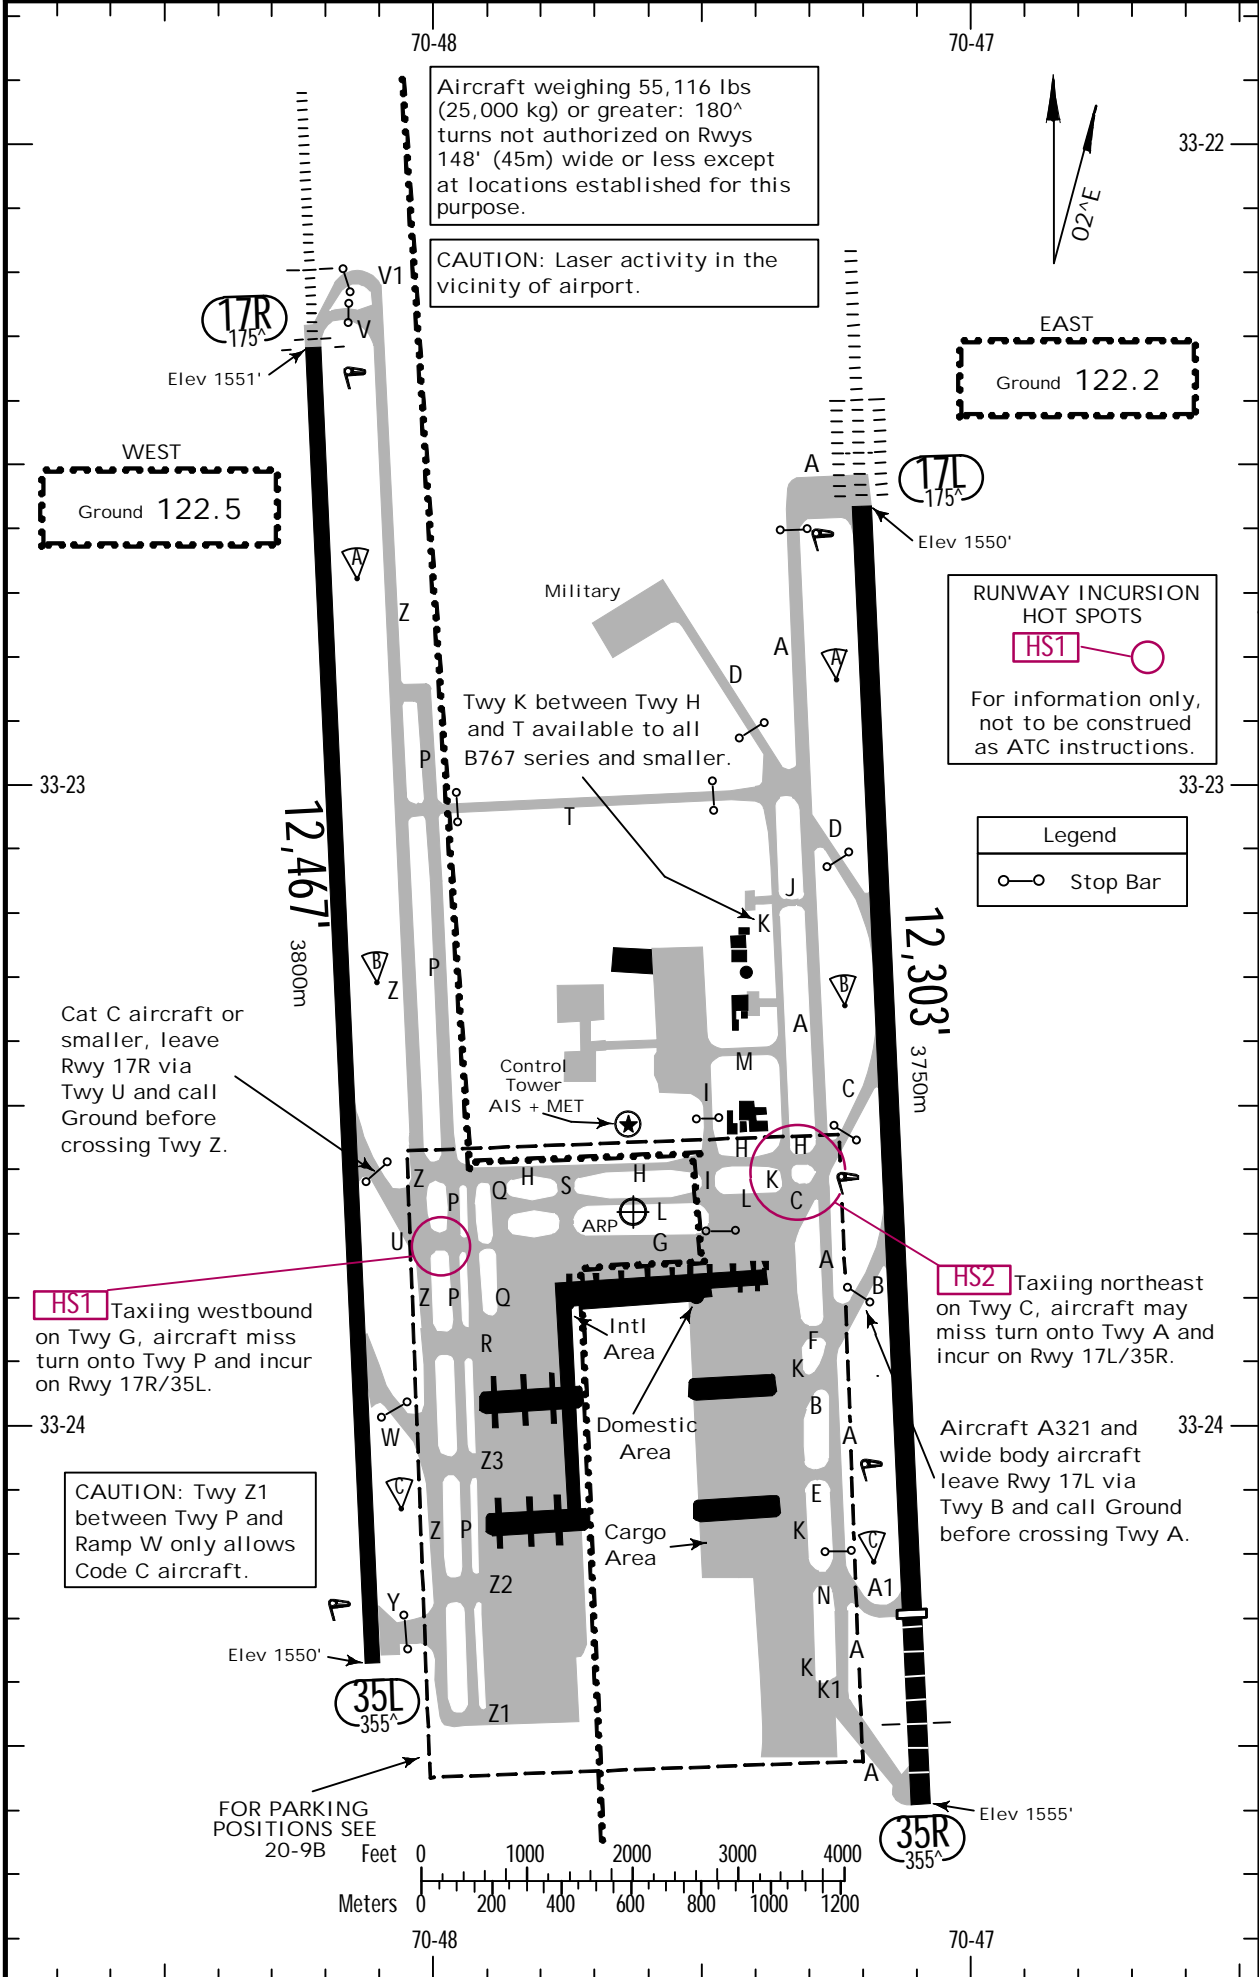 70-48
70-47
Aircraft weighing 55,116 lbs
(25,000 kg) or greater: 180^
turns not authorized on Rwys
148' (45m) wide or less except
at locations established for this
purpose.
33-22
02^E
CAUTION: Laser activity in the
vicinity of airport.
V1
17R
175^
V
Elev 1551'
EAST
Ground 122.2
WEST
Ground 122.5
A
17L
175^
Elev 1550'
A
Military
Z
A
D
A
RUNWAY INCURSION
HOT SPOTS
HS1
For information only,
not to be construed
as ATC instructions.
Twy K between Twy H
and T available to all
B767 series and smaller.
P
33-23
33-23
T
D
12,467'
3800m
Legend
Stop Bar
J
K
12,303'
3750m
B
Z
P
B
A
Cat C aircraft or
smaller, leave
Rwy 17R via
Twy U and call
Ground before
crossing Twy Z.
Control
Tower
AIS + MET
M
I
C
H
H
Z
P
Q
H
S
H
I
K
L
C
L
ARP
G
U
A
B
HS1 Taxiing westbound
on Twy G, aircraft miss
turn onto Twy P and incur
on Rwy 17R/35L.
HS2 Taxiing northeast
on Twy C, aircraft may
miss turn onto Twy A and
incur on Rwy 17L/35R.
Z
P
Q
R
Intl
Area
F
K
B
33-24
33-24
W
Domestic
Area
A
Aircraft A321 and
wide body aircraft
leave Rwy 17L via
Twy B and call Ground
before crossing Twy A.
Z3
C
E
CAUTION: Twy Z1
between Twy P and
Ramp W only allows
Code C aircraft.
Z
P
Cargo
Area
K
C
Z2
Y
N
A1
Elev 1550'
A
K
K1
35L
355^
Z1
A
FOR PARKING
POSITIONS SEE
20-9B
Elev 1555'
35R
355^
Feet 0 1000 2000 3000 4000
Meters 0 200 400 600 800 1000 1200
70-48
70-47